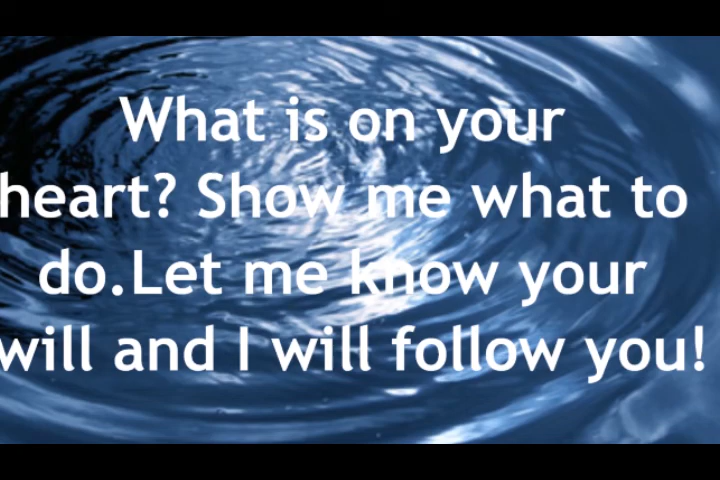 What is on your
heart? Show me what to
do.Let me know your
will and I will follow you!